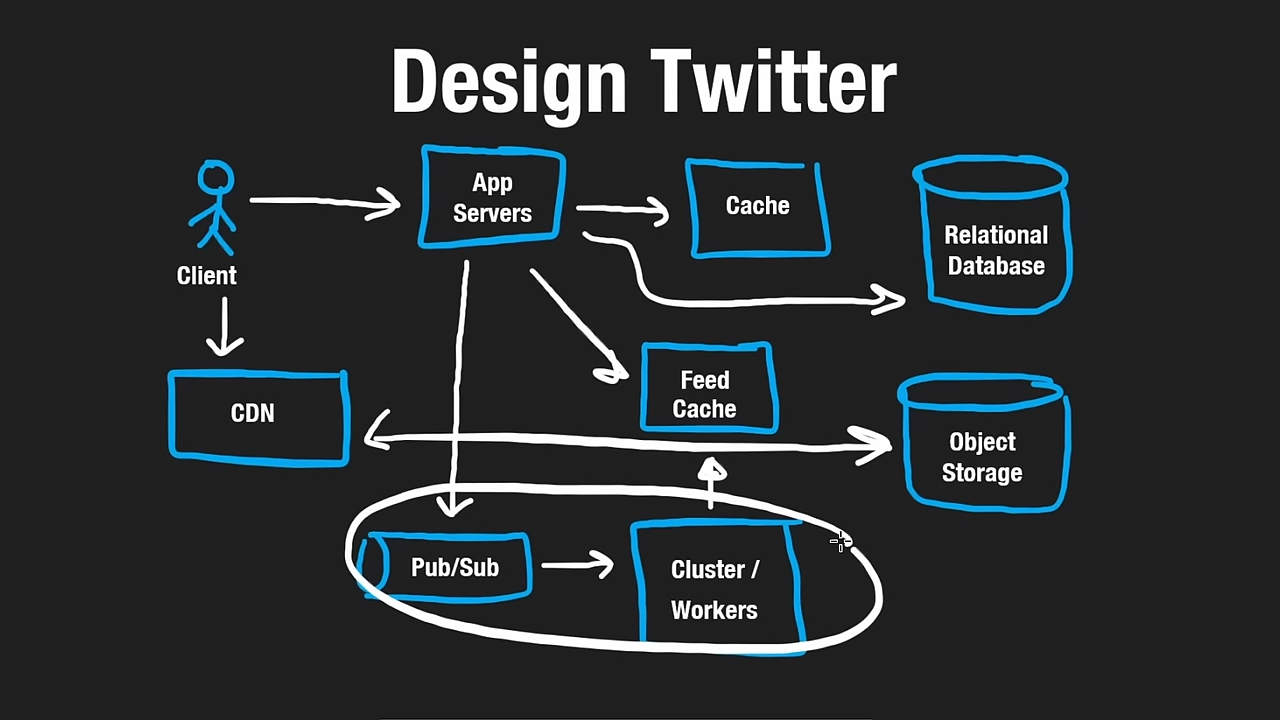 Design Twitter
App
Servers
Cache
Relational
Database
Client
CDN
Feed
Cache
Object
Storage
Pub/Sub
Cluster /
Workers